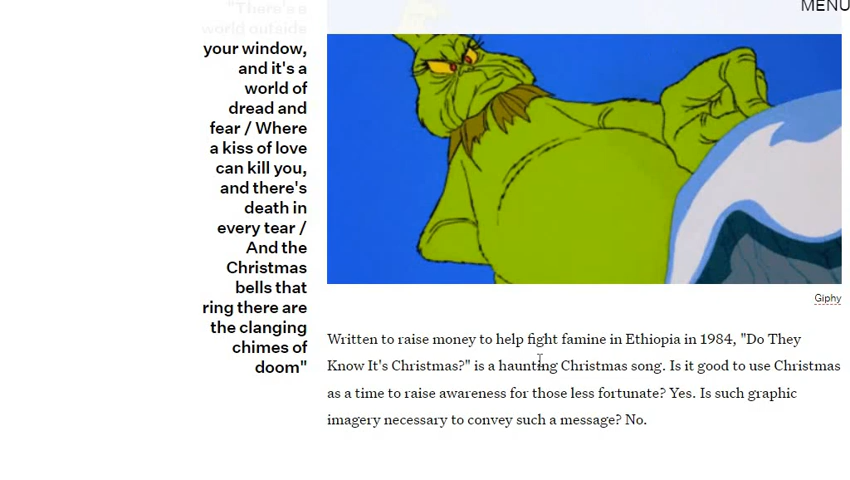 MENU
"There's a
world outside
your window,
and it's a
world of
dread and
fear / Where
a kiss of love
can kill you,
and there's
death in
every tear /
And the
Christmas
bells that
ring there are
the clanging
chimes of
doom"
Giphy
Written to raise money to help fight famine in Ethiopia in 1984, "Do They
Know It's Christmas?" is a haunting Christmas song. Is it good to use Christmas
as a time to raise awareness for those less fortunate? Yes. Is such graphic
imagery necessary to convey such a message? No.